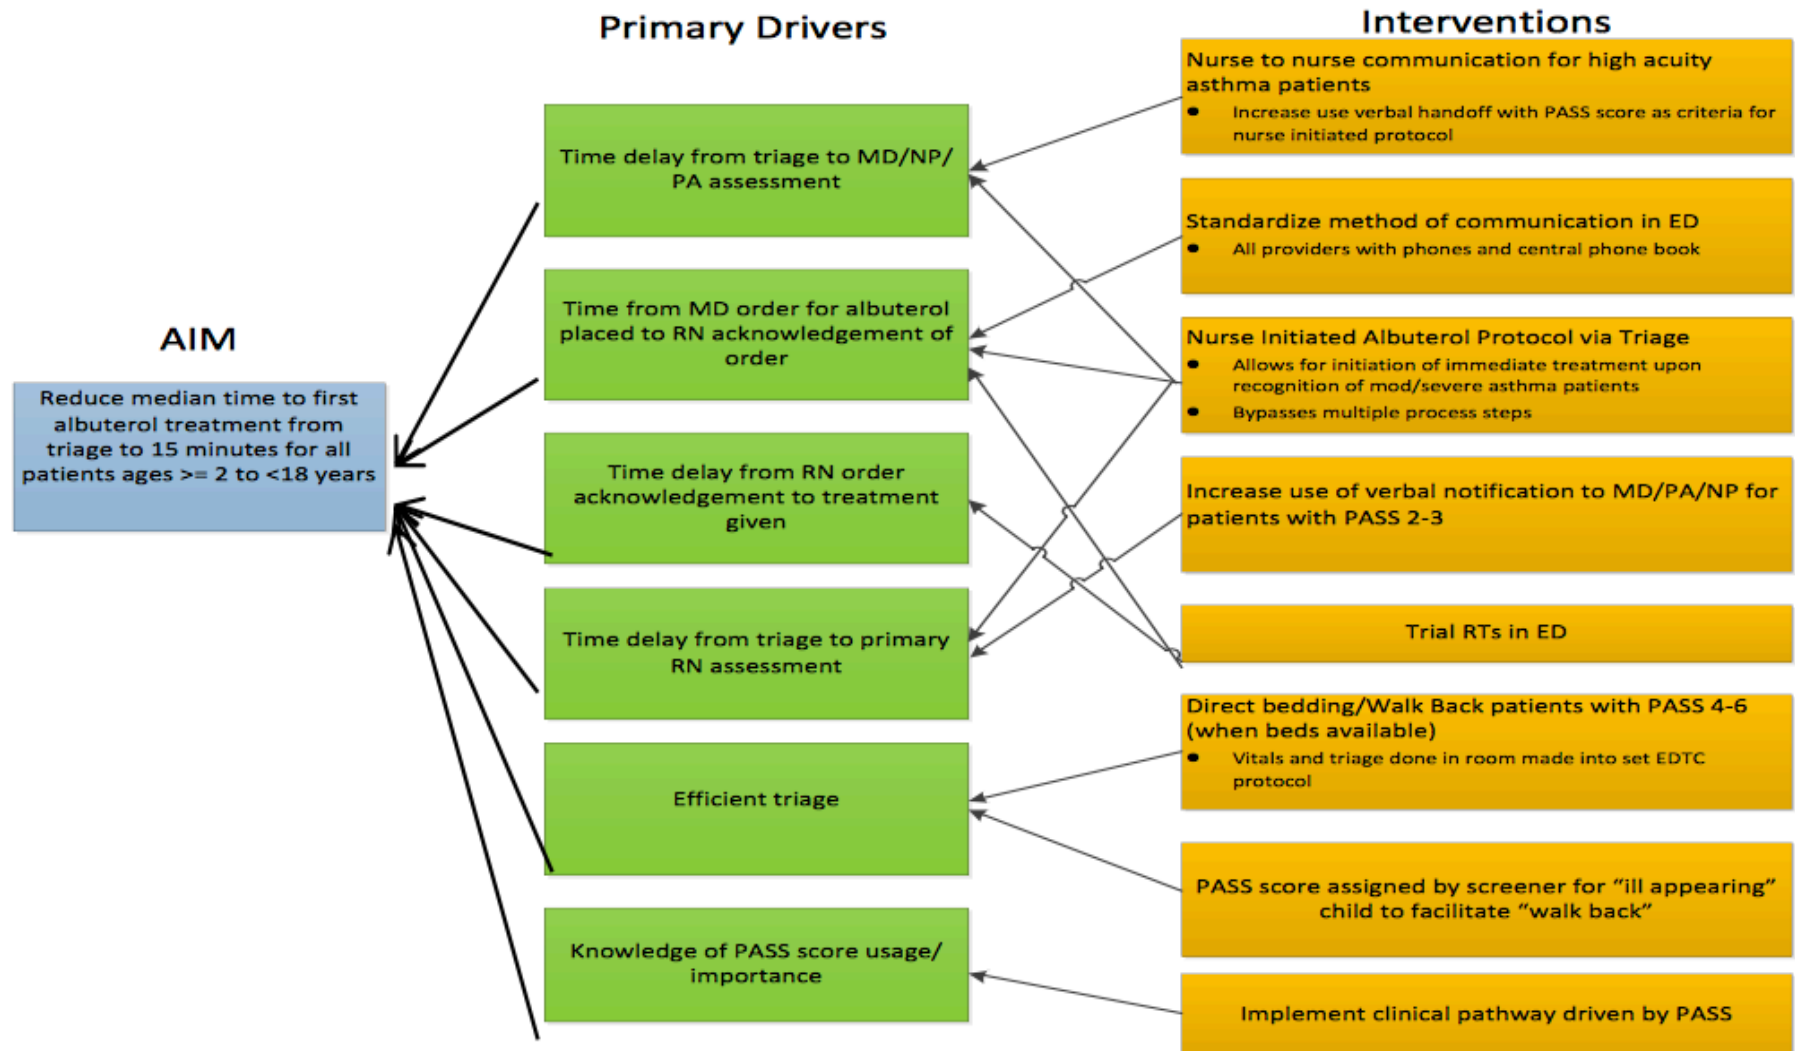 Primary Drivers
Interventions
AIM
Reduce median time to first
albuterol treatment from
triage to 15 minutes for all
patients ages >= 2 to <18 years
Time delay from triage to MD/NP/
PA assessment
Time from MD order for albuterol
placed to RN acknowledgement of
order
Time delay from RN order
acknowledgement to treatment
given
Time delay from triage to primary
RN assessment
Efficient triage
Knowledge of PASS score usage/
importance
Nurse to nurse communication for high acuity
asthma patients
• Increase use verbal handoff with PASS score as criteria for
nurse initiated protocol
Standardize method of communication in ED
• All providers with phones and central phone book
Nurse Initiated Albuterol Protocol via Triage
• Allows for initiation of immediate treatment upon
recognition of mod/severe asthma patients
• Bypasses multiple process steps
Increase use of verbal notification to MD/PA/NP for
patients with PASS 2-3
Trial RTs in ED
Direct bedding/Walk Back patients with PASS 4-6
(when beds available)
• Vitals and triage done in room made into set EDTC
protocol
PASS score assigned by screener for “ill appearing”
child to facilitate “walk back”
Implement clinical pathway driven by PASS